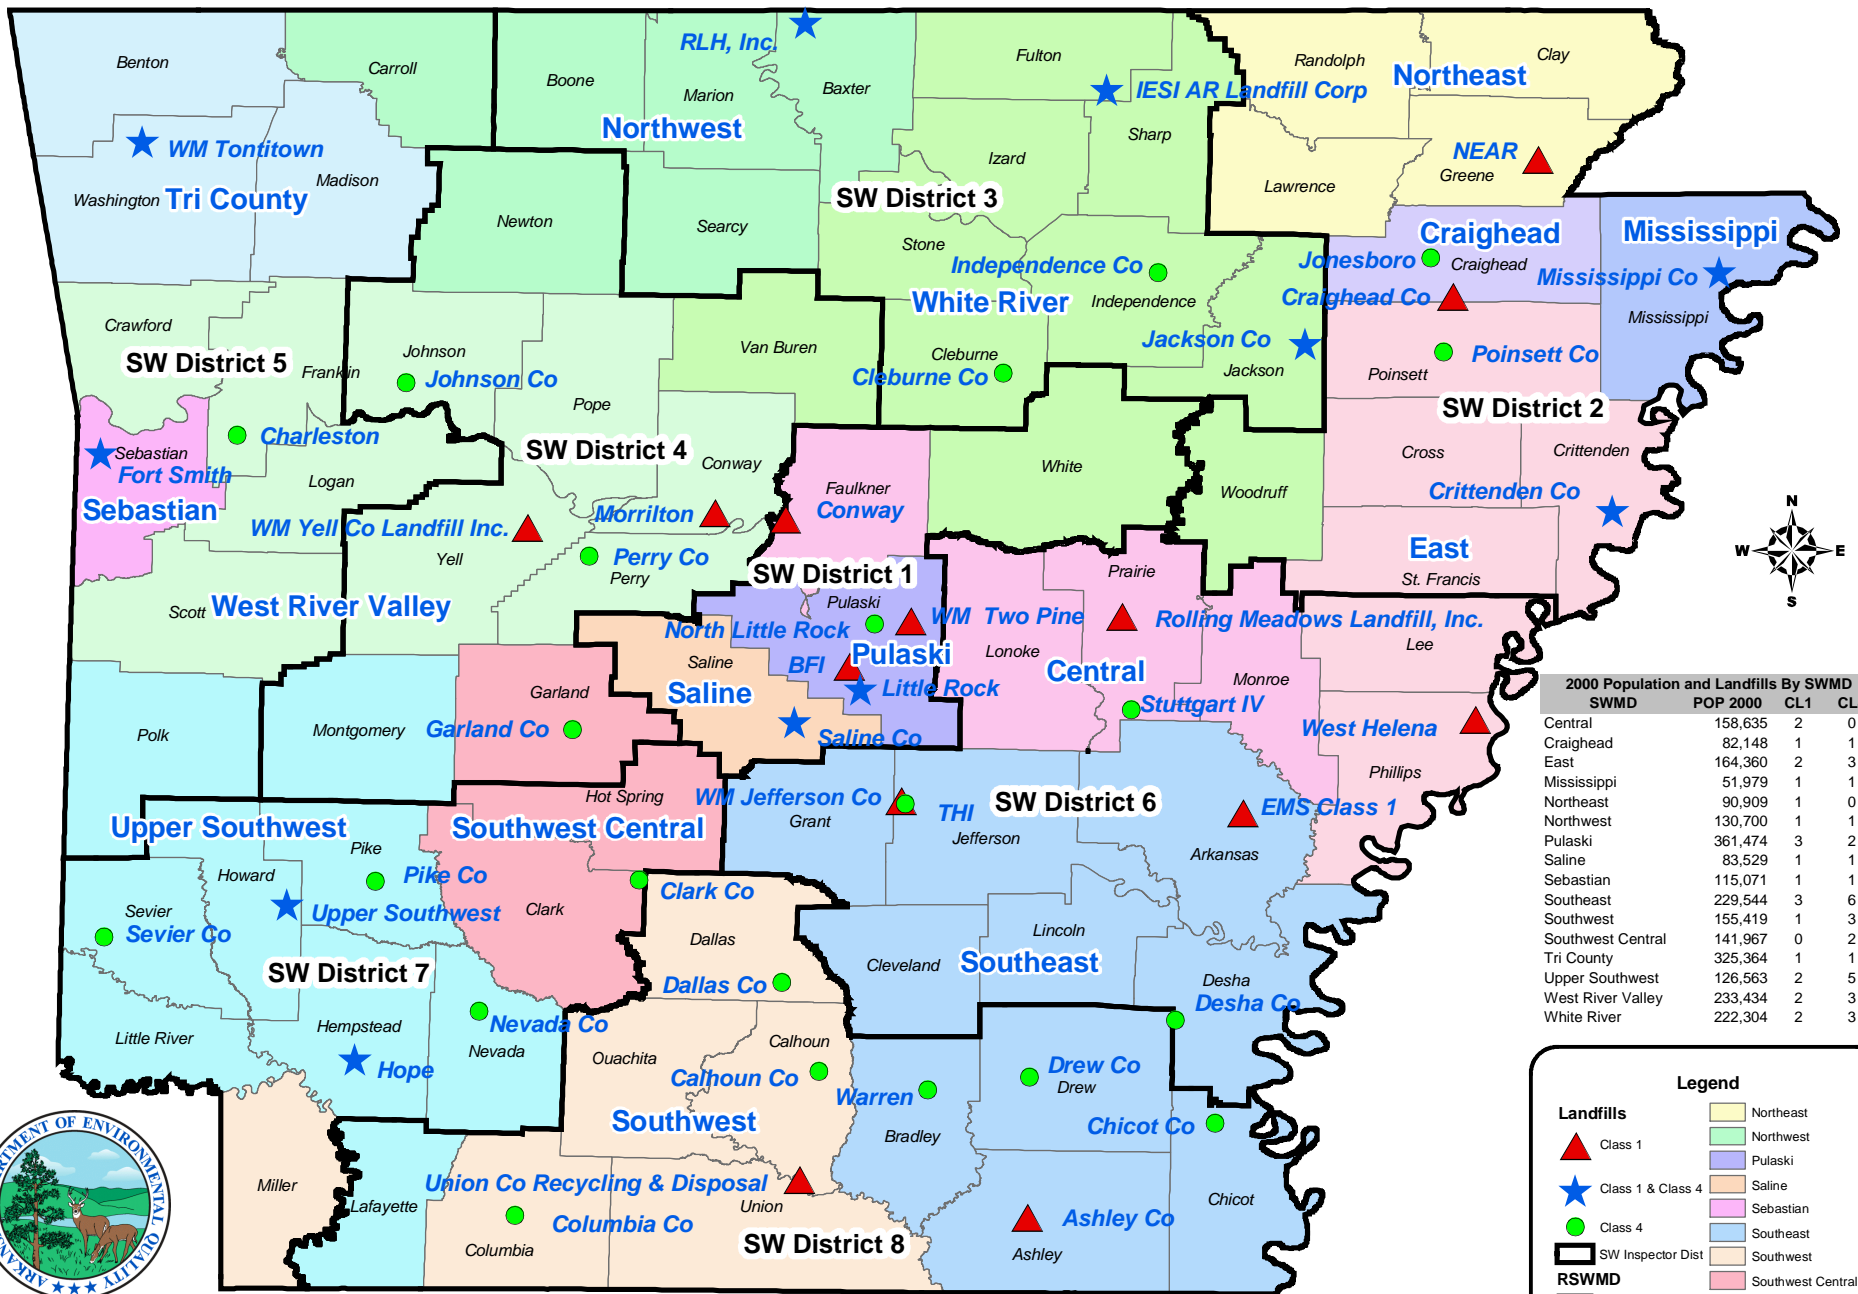 Benton
Carroll
Boone
RLH, Inc.
Marion
Baxter
Fulton
IESI AR Landfill Corp
Randolph
Clay
Northeast
Northwest
Sharp
Izard
WM Tontitown
Madison
Washington
Tri County
NEAR
Greene
Lawrence
Newton
Searcy
SW District 3
Stone
Craighead
Mississippi
Independence Co
Independence
Jonesboro
Craighead
Mississippi Co
Craighead Co
Mississippi
White River
Crawford
SW District 5
Franklin
Johnson
Johnson Co
Van Buren
Cleburne
Cleburne Co
Jackson Co
Jackson
Poinsett Co
Poinsett
SW District 2
Pope
Charleston
SW District 4
Sebastian
Fort Smith
Sebastian
Logan
Conway
White
Woodruff
Cross
Crittenden
Crittenden Co
Faulkner
Conway
WM Yell Co Landfill Inc.
Morrilton
Yell
Perry Co
Perry
SW District 1
East
St. Francis
Prairie
Scott
West River Valley
Pulaski
North Little Rock
WM Two Pine
Rolling Meadows Landfill, Inc.
Lee
Saline
BFI
Pulaski
Lonoke
Central
Monroe
Little Rock
Saline
Garland
Garland Co
Polk
Montgomery
Saline Co
Stuttgart IV
West Helena
Phillips
Hot Spring
WM Jefferson Co
Grant
THI
Jefferson
SW District 6
EMS Class 1
Arkansas
Upper Southwest
Southwest Central
Pike
Pike Co
Howard
Upper Southwest
Clark
Clark Co
Sevier
Sevier Co
Dallas
Dallas Co
Cleveland
Lincoln
Southeast
Desha
Desha Co
SW District 7
Little River
Hempstead
Hope
Nevada Co
Nevada
Ouachita
Calhoun
Calhoun Co
Southwest
Warren
Bradley
Drew Co
Drew
Chicot Co
Chicot
Miller
Lafayette
Union Co Recycling & Disposal
Union
Columbia Co
Columbia
SW District 8
Ashley Co
Ashley
N
W E
S
2000 Population and Landfills By SWMD
SWMD POP 2000 CL1 CL
Central 158,635 2 0
Craighead 82,148 1 1
East 164,360 2 3
Mississippi 51,979 1 1
Northeast 90,909 1 0
Northwest 130,700 1 1
Pulaski 361,474 3 2
Saline 83,529 1 1
Sebastian 115,071 1 1
Southeast 229,544 3 6
Southwest 155,419 1 3
Southwest Central 141,967 0 2
Tri County 325,364 1 1
Upper Southwest 126,563 2 5
West River Valley 233,434 2 3
White River 222,304 2 3
Legend
Landfills
Class 1
Class 1 & Class 4
Class 4
SW Inspector Dist
RSWMD
Northeast
Northwest
Pulaski
Saline
Sebastian
Southeast
Southwest
Southwest Central
ARKANS
RTMENT OF ENVIRONMENTAL QUALITY